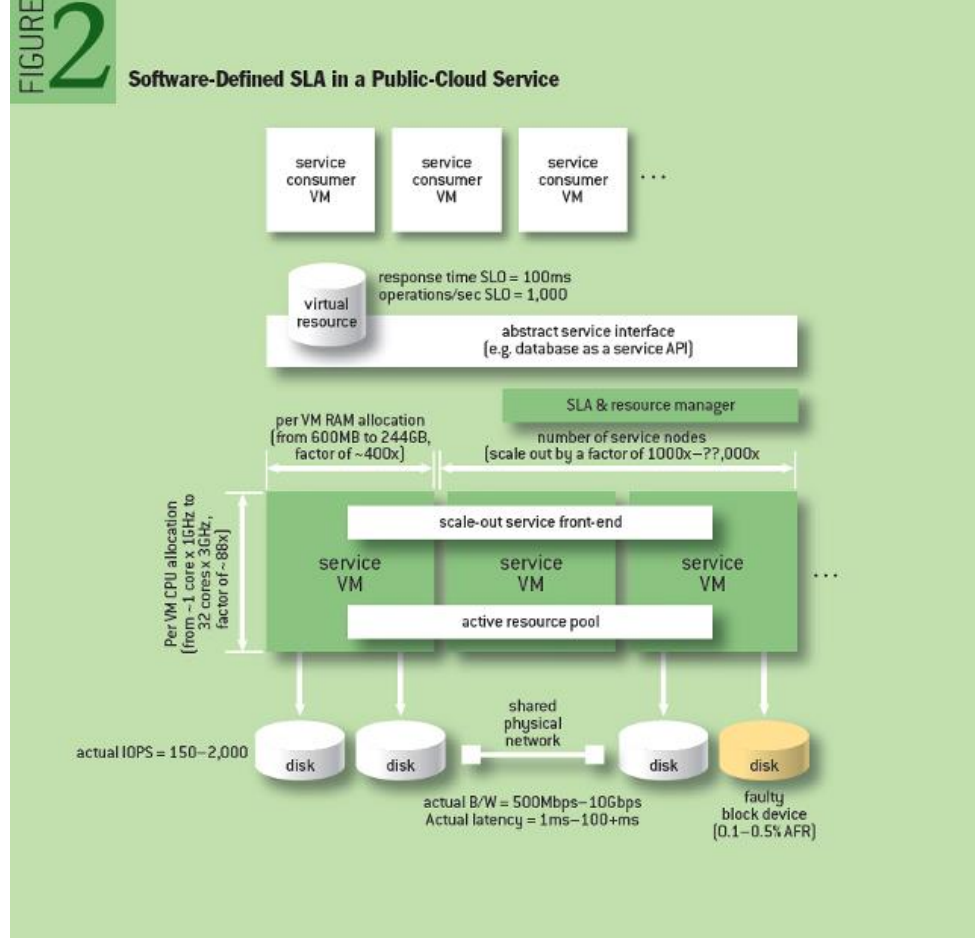 FIGURE
2
Software-Defined SLA in a Public-Cloud Service
service
consumer
VM
service
consumer
VM
service
consumer
VM
...
response time SLO = 100ms
operations/sec SLO = 1,000
virtual
resource
abstract service interface
(e.g. database as a service API)
SLA & resource manager
per VM RAM allocation
(from 600MB to 244GB,
factor of ~400x)
number of service nodes
(scale out by a factor of 1000x–??,000x
Per VM CPU allocation
(from ~1 core x 1GHz to
32 cores x 3GHz,
factor of ~88x)
scale-out service front-end
service
VM
service
VM
service
VM
...
active resource pool
shared
physical
network
actual IOPS = 150–2,000
disk
disk
disk
disk
actual B/W = 500Mbps–10Gbps
Actual latency = 1ms–100+ms
faulty
block device
(0.1–0.5% AFR)